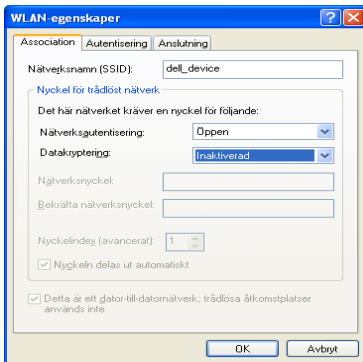 WLAN-egenskaper
Association Autentisering Anslutning
Nätverksnamn (SSID): dell_device
Nyckel för trådlöst nätverk
Det här nätverket kräver en nyckel för följande:
Nätverksautentisering: Öppen
Datakryptering: Inaktiverad
Nätverksnyckel:
Bekräfta nätverksnyckel:
Nyckelindex (avancerat): 1
Nyckeln delas ut automatiskt
Detta är ett dator-till-datornätverk; trådlösa åtkomstplatser
används inte
OK Avbryt